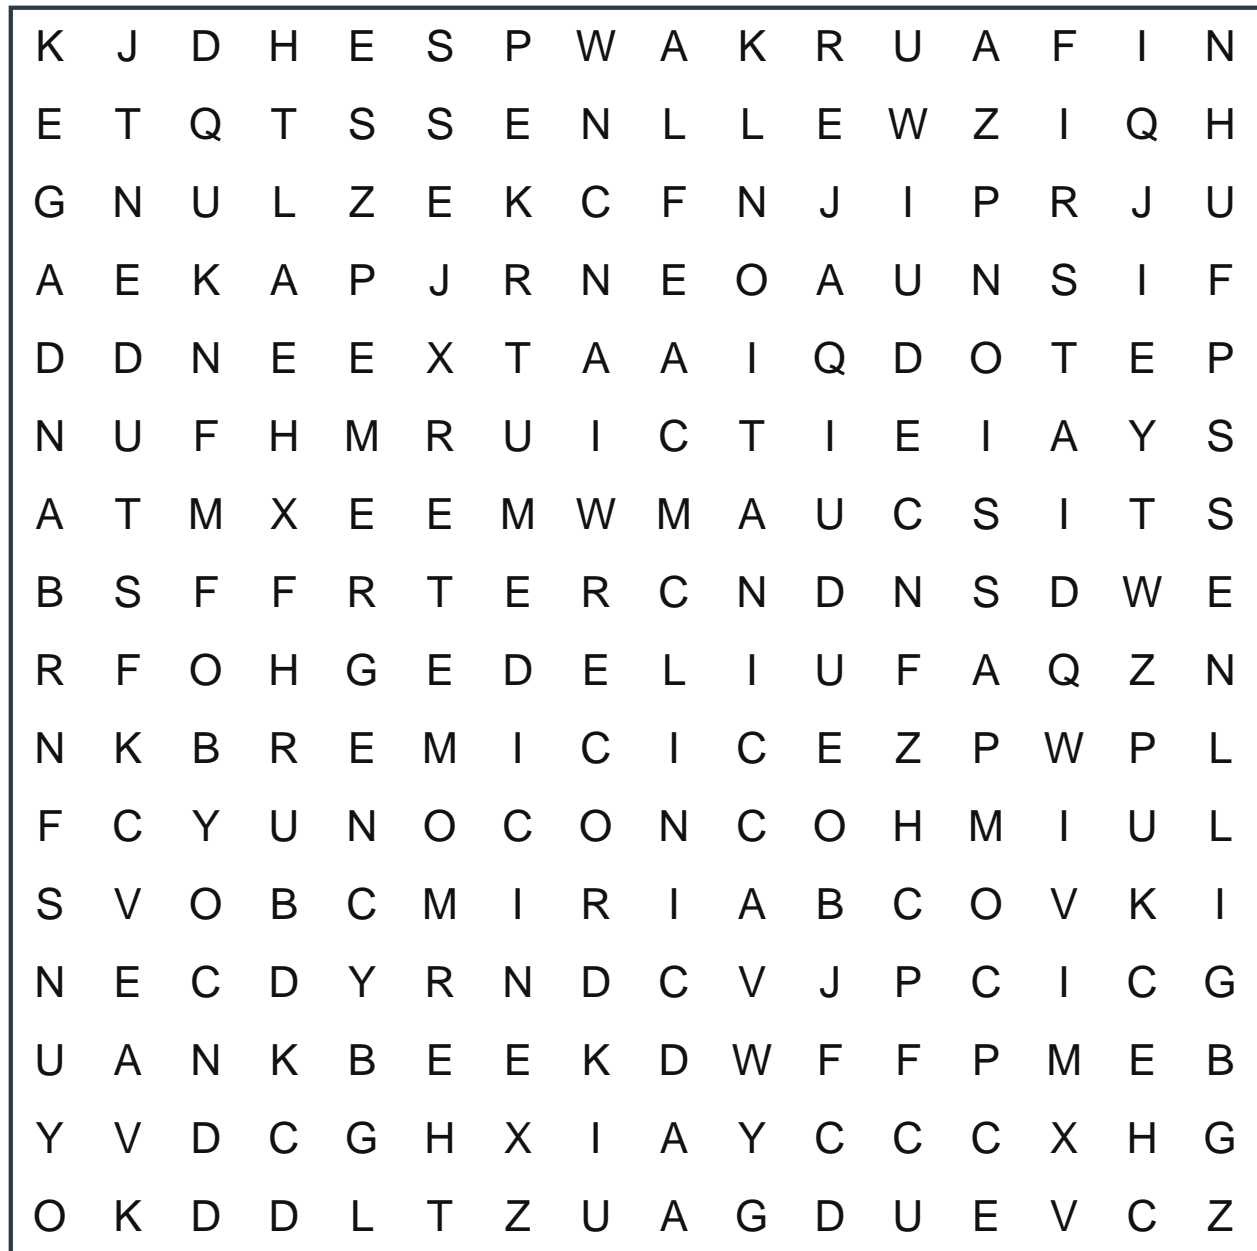 K J D H E S P W A K R U A F I N
E T Q T S S E N L L E W Z I Q H
G N U L Z E K C F N J I P R J U
A E K A P J R N E O A U N S I F
D D N E E X T A A I Q D O T E P
N U F H M R U I C T I E I A Y S
A T M X E E M W M A U C S I T S
B S F F R T E R C N D N S D W E
R F O H G E D E L I U F A Q Z N
N K B R E M I C I C E Z P W P L
F C Y U N O C O N C O H M I U L
S V O B C M I R I A B C O V K I
N E C D Y R N D C V J P C I C G
U A N K B E E K D W F F P M E B
Y V D C G H X I A Y C C C X H G
O K D D L T Z U A G D U E V C Z